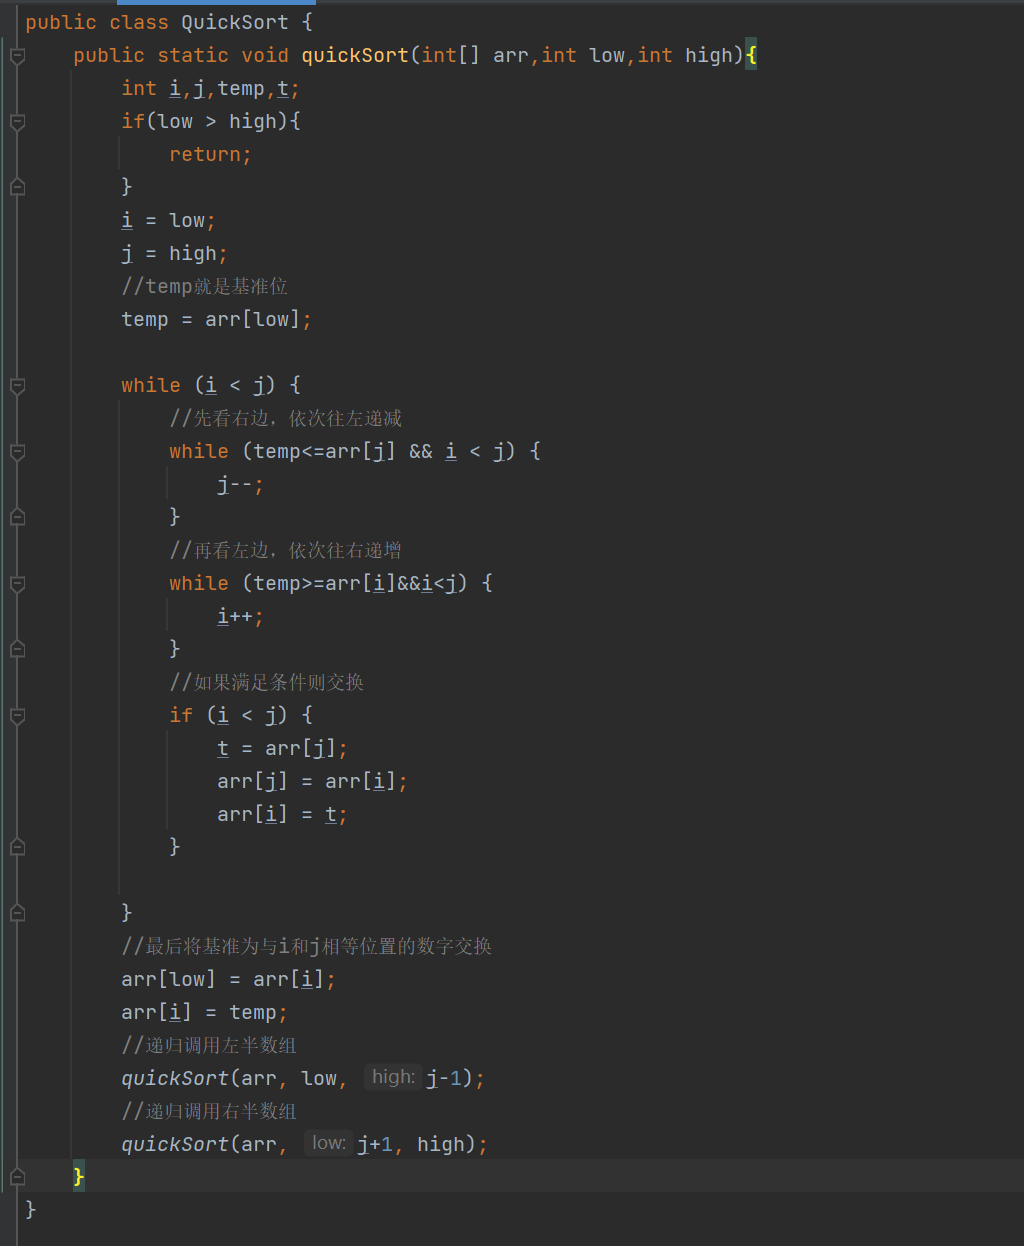 public class QuickSort {
    public static void quickSort(int[] arr,int low,int high){
        int i,j,temp,t;
        if(low > high){
            return;
        }
        i = low;
        j = high;
        //temp就是基准位
        temp = arr[low];

        while (i < j) {
            //先看右边，依次往左递减
            while (temp<=arr[j] && i < j) {
                j--;
            }
            //再看左边，依次往右递增
            while (temp>=arr[i]&&i<j) {
                i++;
            }
            //如果满足条件则交换
            if (i < j) {
                t = arr[j];
                arr[j] = arr[i];
                arr[i] = t;
            }

        }
        //最后将基准为与i和j相等位置的数字交换
        arr[low] = arr[i];
        arr[i] = temp;
        //递归调用左半数组
        quickSort(arr, low, high: j-1);
        //递归调用右半数组
        quickSort(arr, low: j+1, high);
    }
}